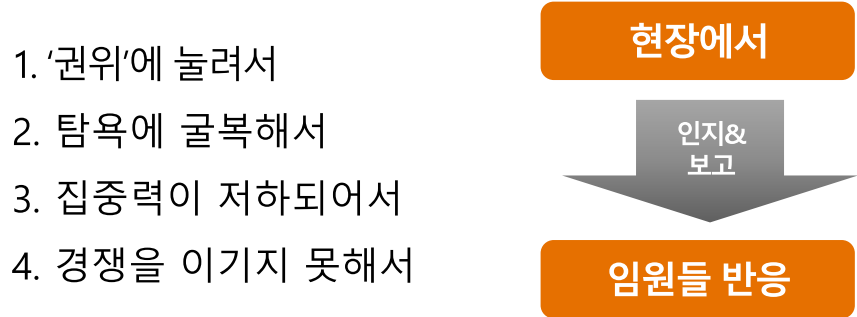 1. ‘권위’에 눌려서
2. 탐욕에 굴복해서
3. 집중력이 저하되어서
4. 경쟁을 이기지 못해서
현장에서
인지&
보고
임원들 반응